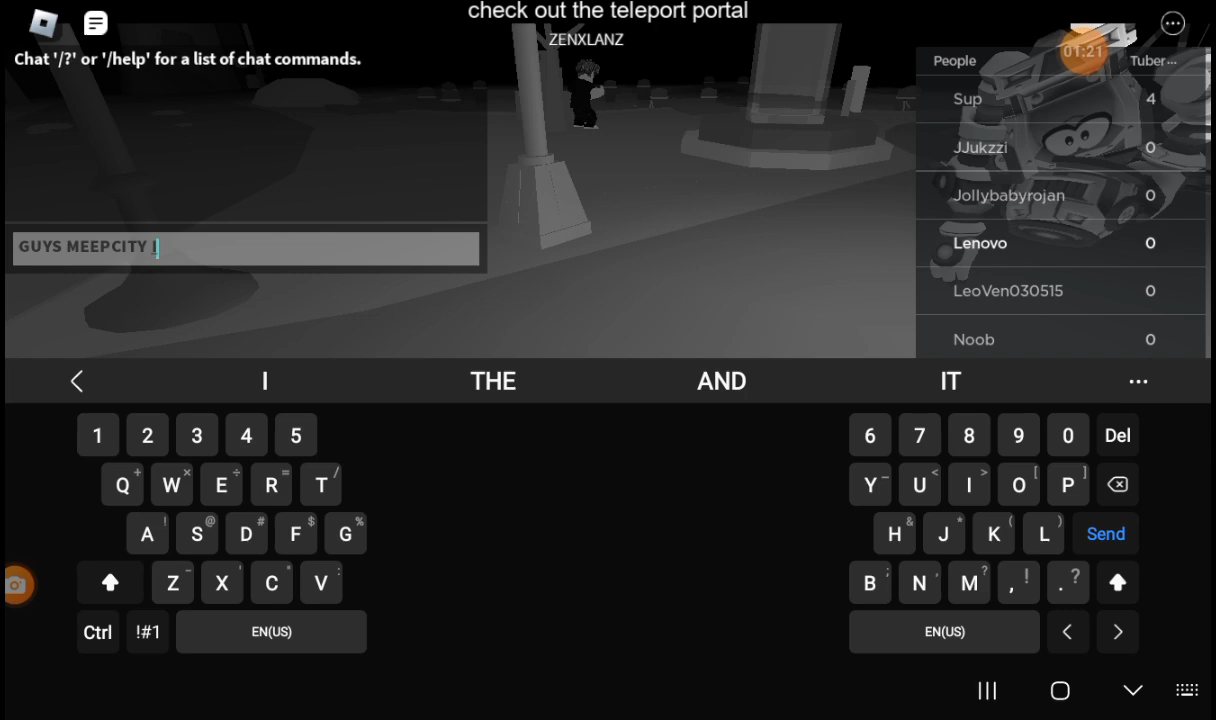 check out the teleport portal
ZENXLANZ
01:21
Chat '/?' or '/help' for a list of chat commands.
People Tuber...
Sup 4
JJukzzi 0
Jollybabyrojan 0
Lenovo 0
LeoVen030515 0
Noob 0
GUYS MEEPCITY I
I THE AND IT ...
1 2 3 4 5 6 7 8 9 0 Del
Q + W × E ÷ R = T / Y _ U < I > O [ P ]
A ! S @ D # F $ G % H & J * K ( L ) Send
Z - X ' C " V : B ; N , M ? , ! . ?
Ctrl !#1 EN(US) EN(US) < >